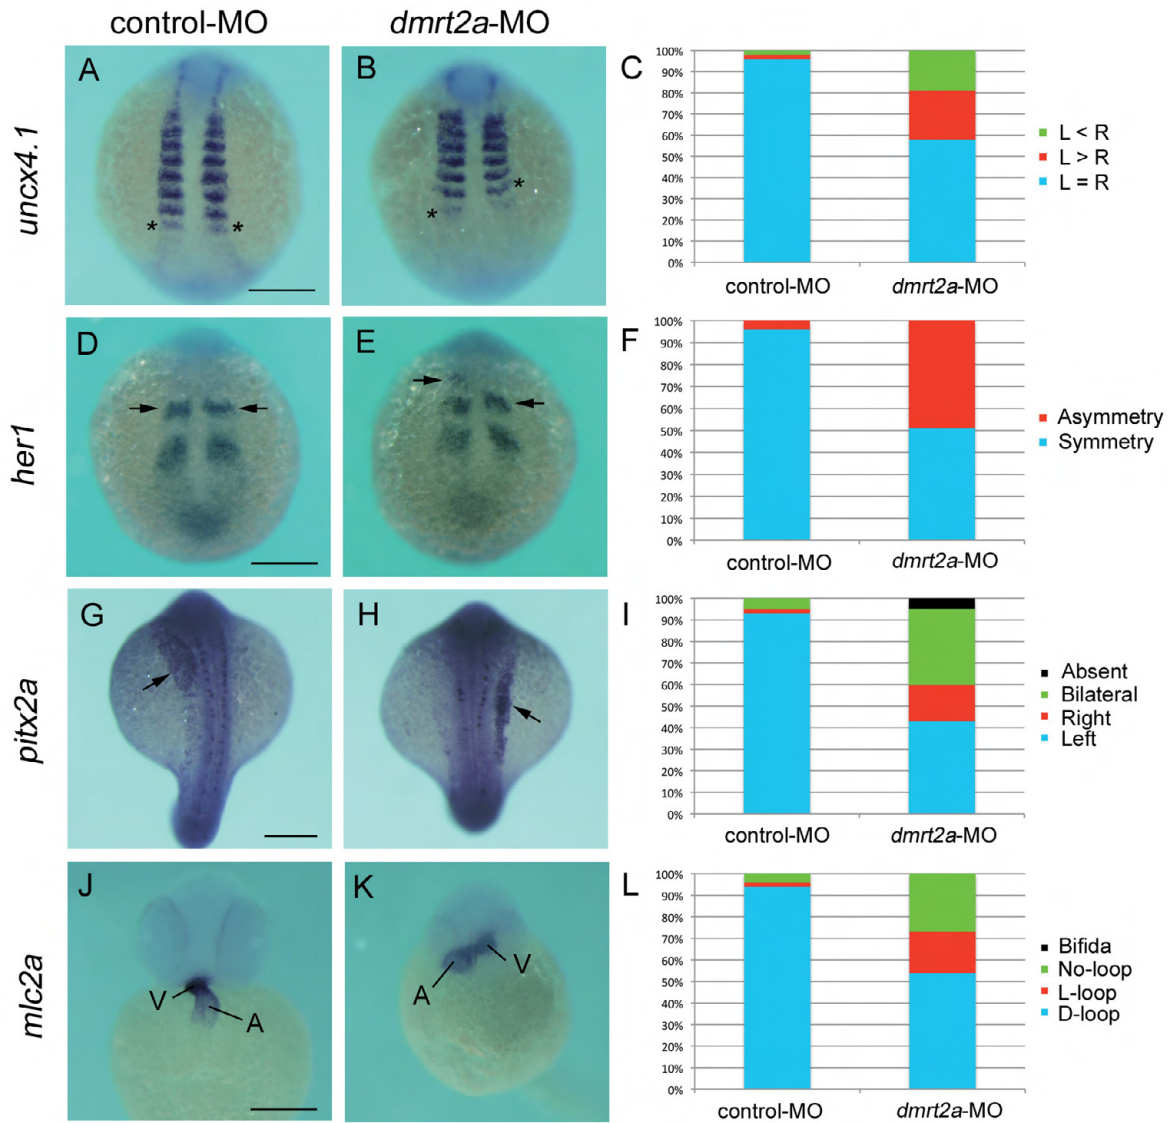 control-MO dmrt2a-MO
uncx4.1
A
*
*
B
*
*
C
100%
90%
80%
70%
60%
50%
40%
30%
20%
10%
0%
control-MO dmrt2a-MO
L < R
L > R
L = R
her1
D
E
F
100%
90%
80%
70%
60%
50%
40%
30%
20%
10%
0%
control-MO dmrt2a-MO
Asymmetry
Symmetry
pitx2a
G
H
I
100%
90%
80%
70%
60%
50%
40%
30%
20%
10%
0%
control-MO dmrt2a-MO
Absent
Bilateral
Right
Left
mlc2a
J
V
A
K
A
V
L
100%
90%
80%
70%
60%
50%
40%
30%
20%
10%
0%
control-MO dmrt2a-MO
Bifida
No-loop
L-loop
D-loop